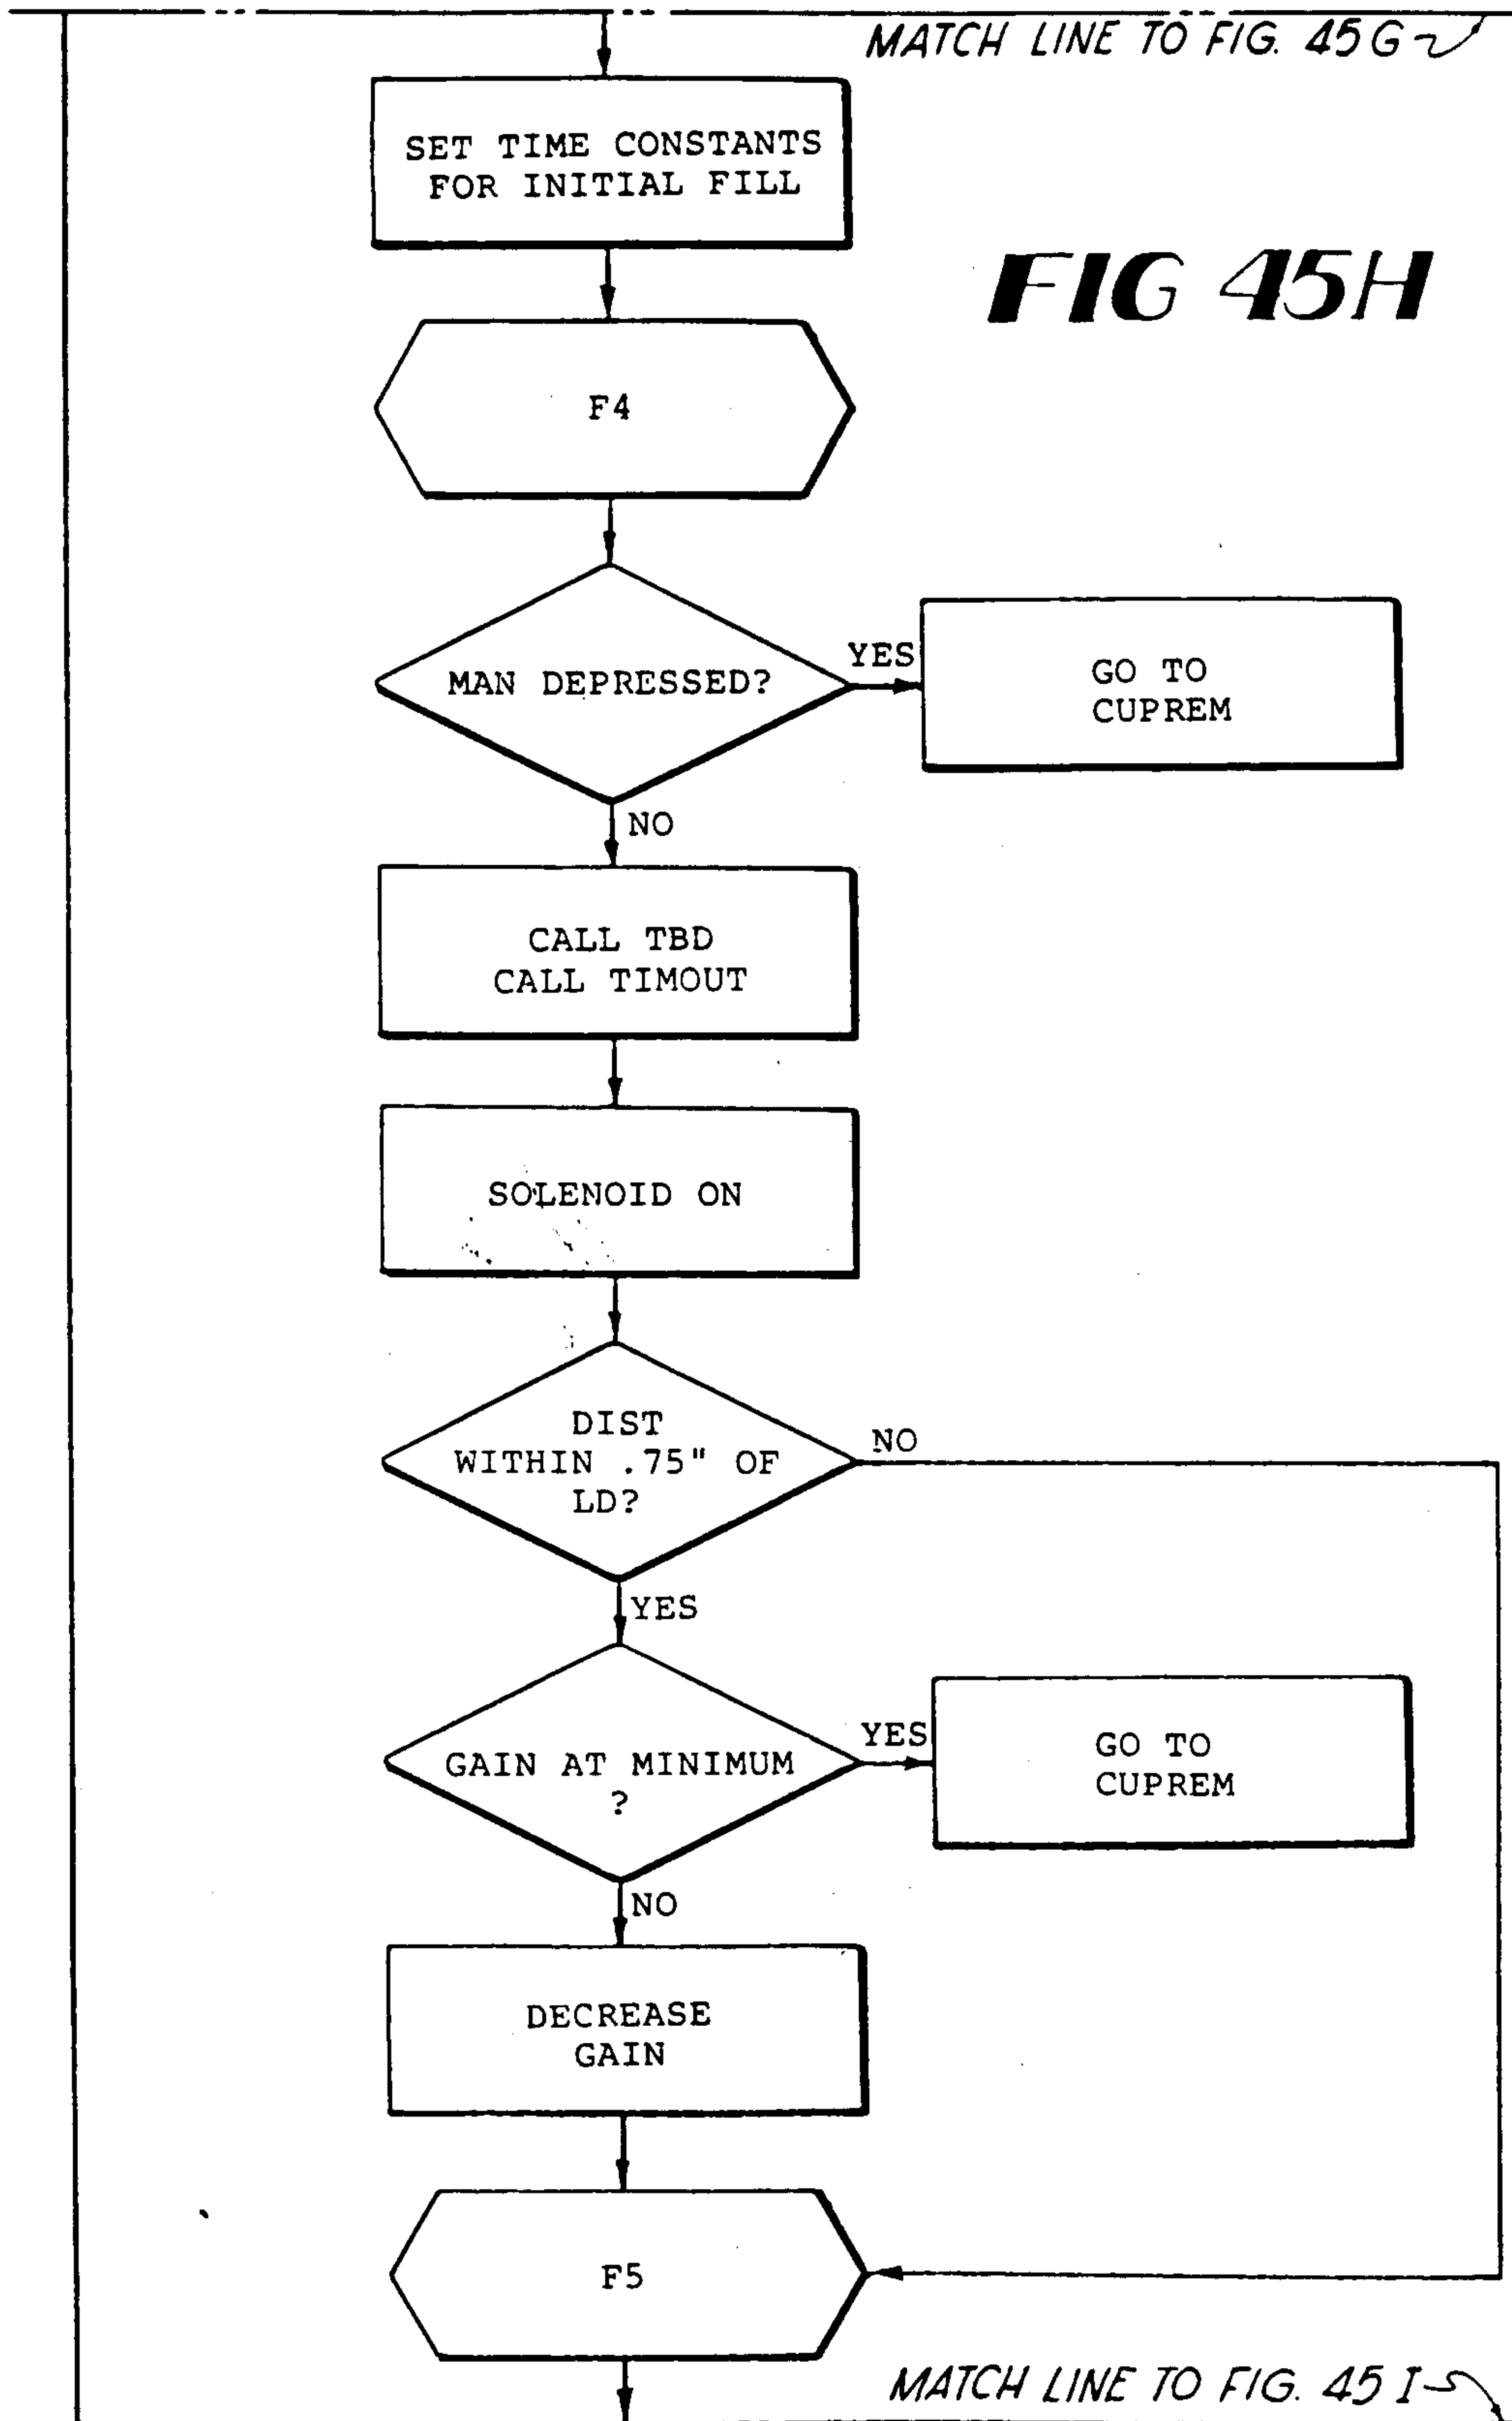 MATCH LINE TO FIG. 45G
SET TIME CONSTANTS
FOR INITIAL FILL
FIG 45H
F4
MAN DEPRESSED?
YES
GO TO
CUPREM
NO
CALL TBD
CALL TIMOUT
SOLENOID ON
DIST
WITHIN .75" OF
LD?
NO
YES
GAIN AT MINIMUM
?
YES
GO TO
CUPREM
NO
DECREASE
GAIN
F5
MATCH LINE TO FIG. 45 I